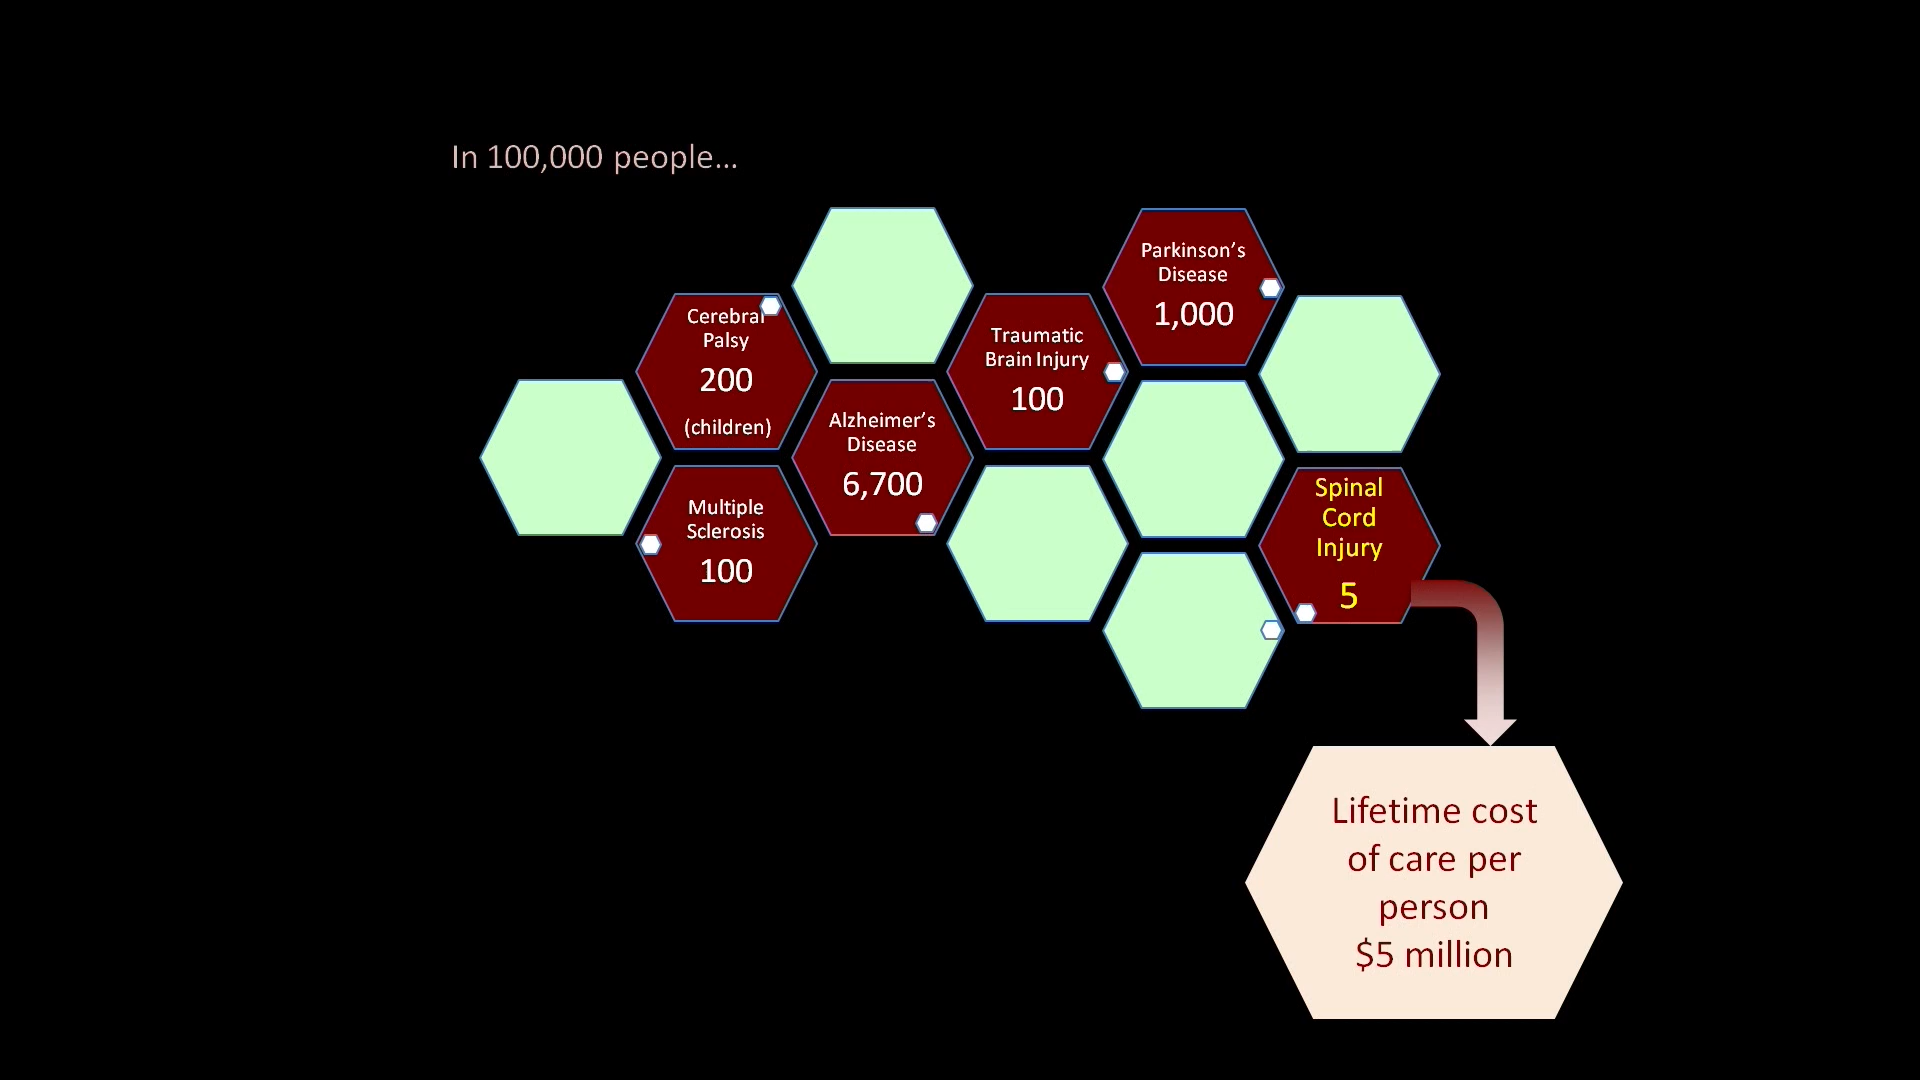 In 100,000 people...
Cerebral
Palsy
200
(children)
Multiple
Sclerosis
100
Alzheimer's
Disease
6,700
Traumatic
Brain Injury
100
Parkinson's
Disease
1,000
Spinal
Cord
Injury
5
Lifetime cost
of care per
person
$5 million